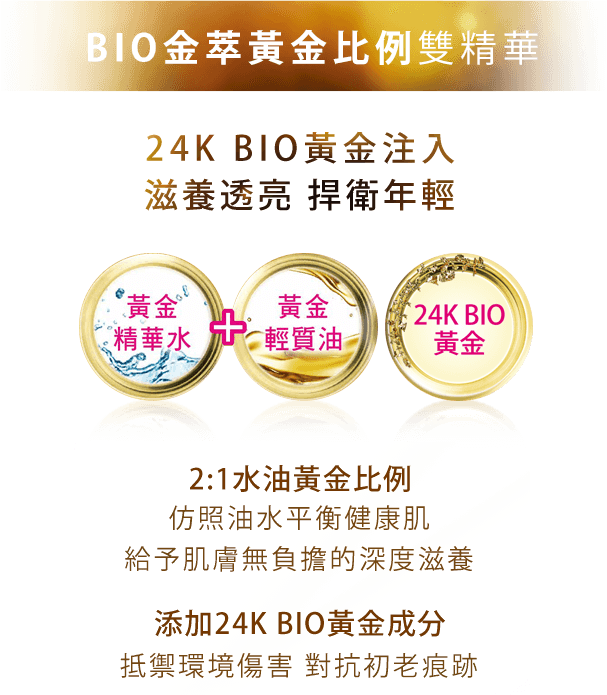 BIO金萃黃金比例雙精華
24K BIO黃金注入
滋養透亮 捍衛年輕
黃金
精華水
+
黃金
輕質油
24K BIO
黃金
2:1水油黃金比例
仿照油水平衡健康肌
給予肌膚無負擔的深度滋養
添加24K BIO黃金成分
抵禦環境傷害 對抗初老痕跡